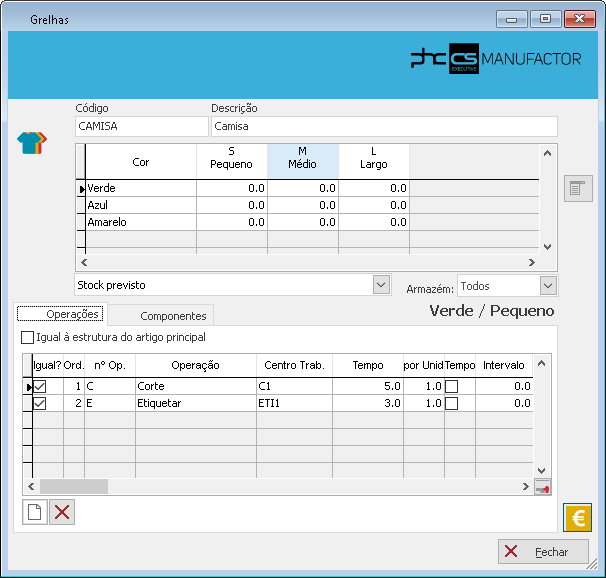 Grelhas
phc CS EXECUTIVE MANUFACTOR
Código Descrição
CAMISA Camisa
Cor S Pequeno M Médio L Largo
Verde 0.0 0.0 0.0
Azul 0.0 0.0 0.0
Amarelo 0.0 0.0 0.0
Stock previsto Armazém: Todos
Operações Componentes Verde / Pequeno
Igual à estrutura do artigo principal
Igual? Ord. nº Op. Operação Centro Trab. Tempo por Unid Tempo Intervalo
1 C Corte C1 5.0 1.0 0.0
2 E Etiquetar ETI1 3.0 1.0 0.0
€
Fechar